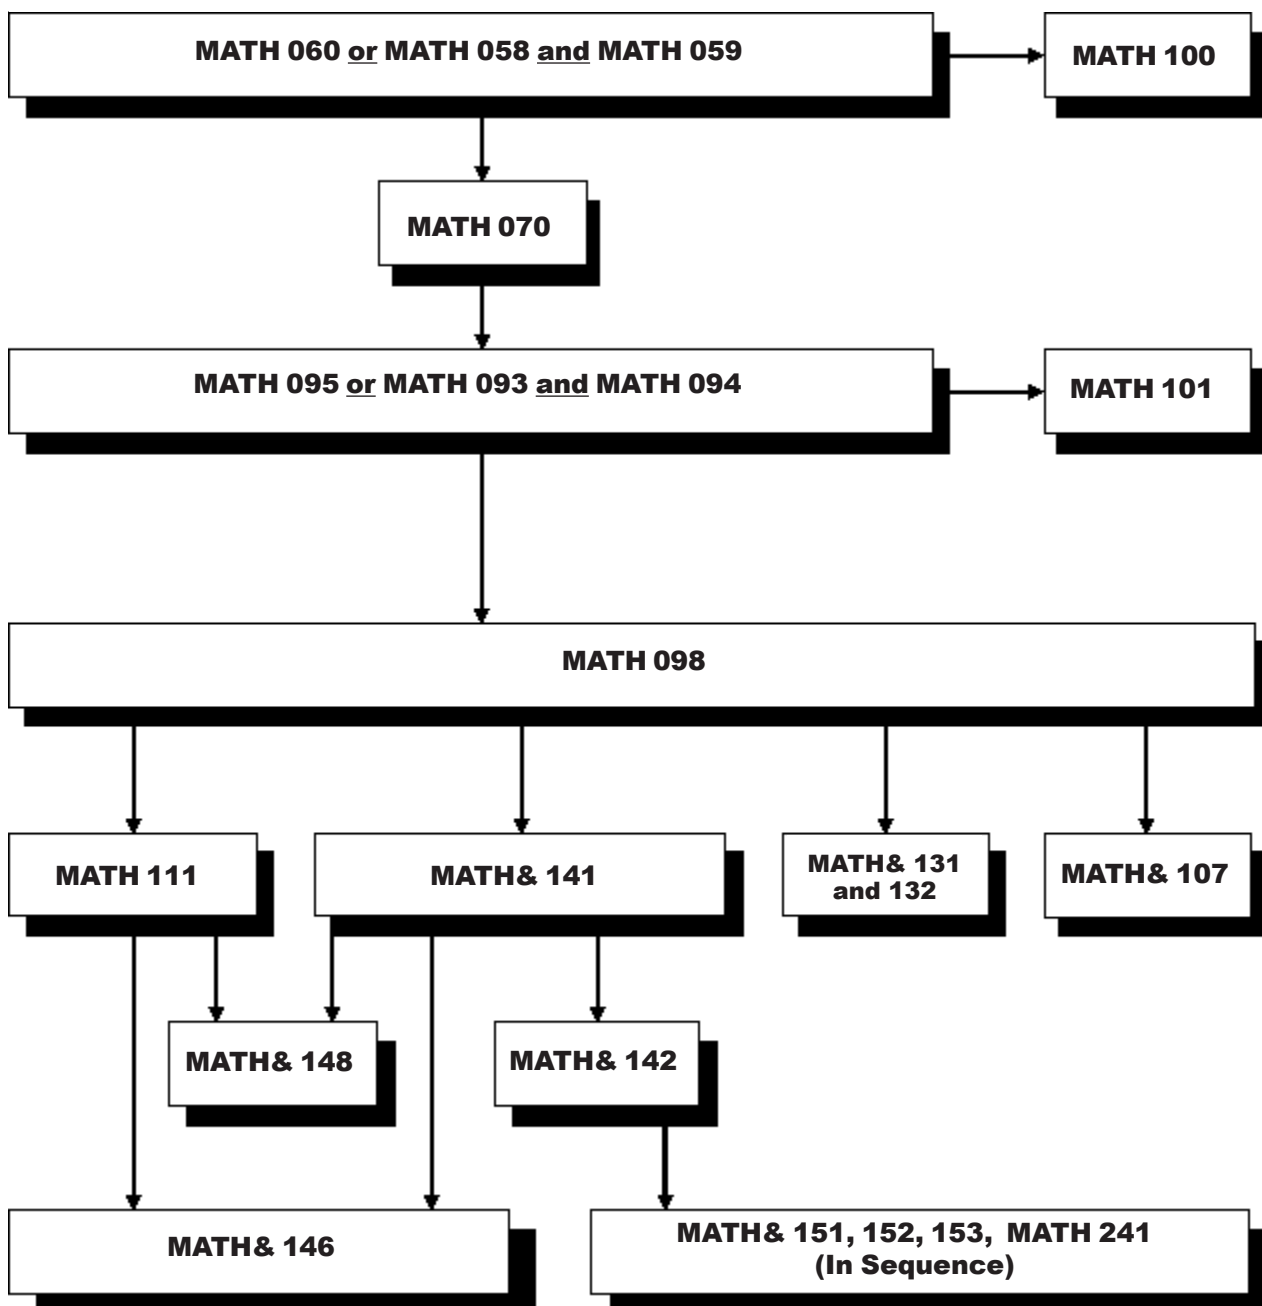 MATH 060 or MATH 058 and MATH 059
MATH 100
MATH 070
MATH 095 or MATH 093 and MATH 094
MATH 101
MATH 098
MATH 111
MATH& 141
MATH& 131
and 132
MATH& 107
MATH& 148
MATH& 142
MATH& 146
MATH& 151, 152, 153, MATH 241
(In Sequence)